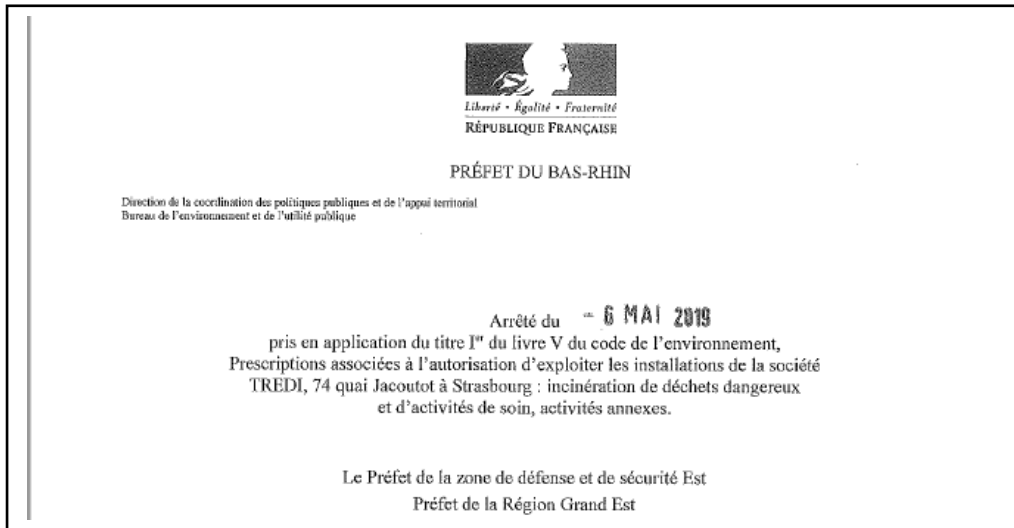 Liberté • Égalité • Fraternité
RÉPUBLIQUE FRANÇAISE
PRÉFET DU BAS-RHIN
Direction de la coordination des politiques publiques et de l'appui territorial
Bureau de l'environnement et de l'utilité publique
Arrêté du - 6 MAI 2019
pris en application du titre Iᵉʳ du livre V du code de l'environnement,
Prescriptions associées à l'autorisation d'exploiter les installations de la société
TREDI, 74 quai Jacoutot à Strasbourg : incinération de déchets dangereux
et d'activités de soin, activités annexes.
Le Préfet de la zone de défense et de sécurité Est
Préfet de la Région Grand Est